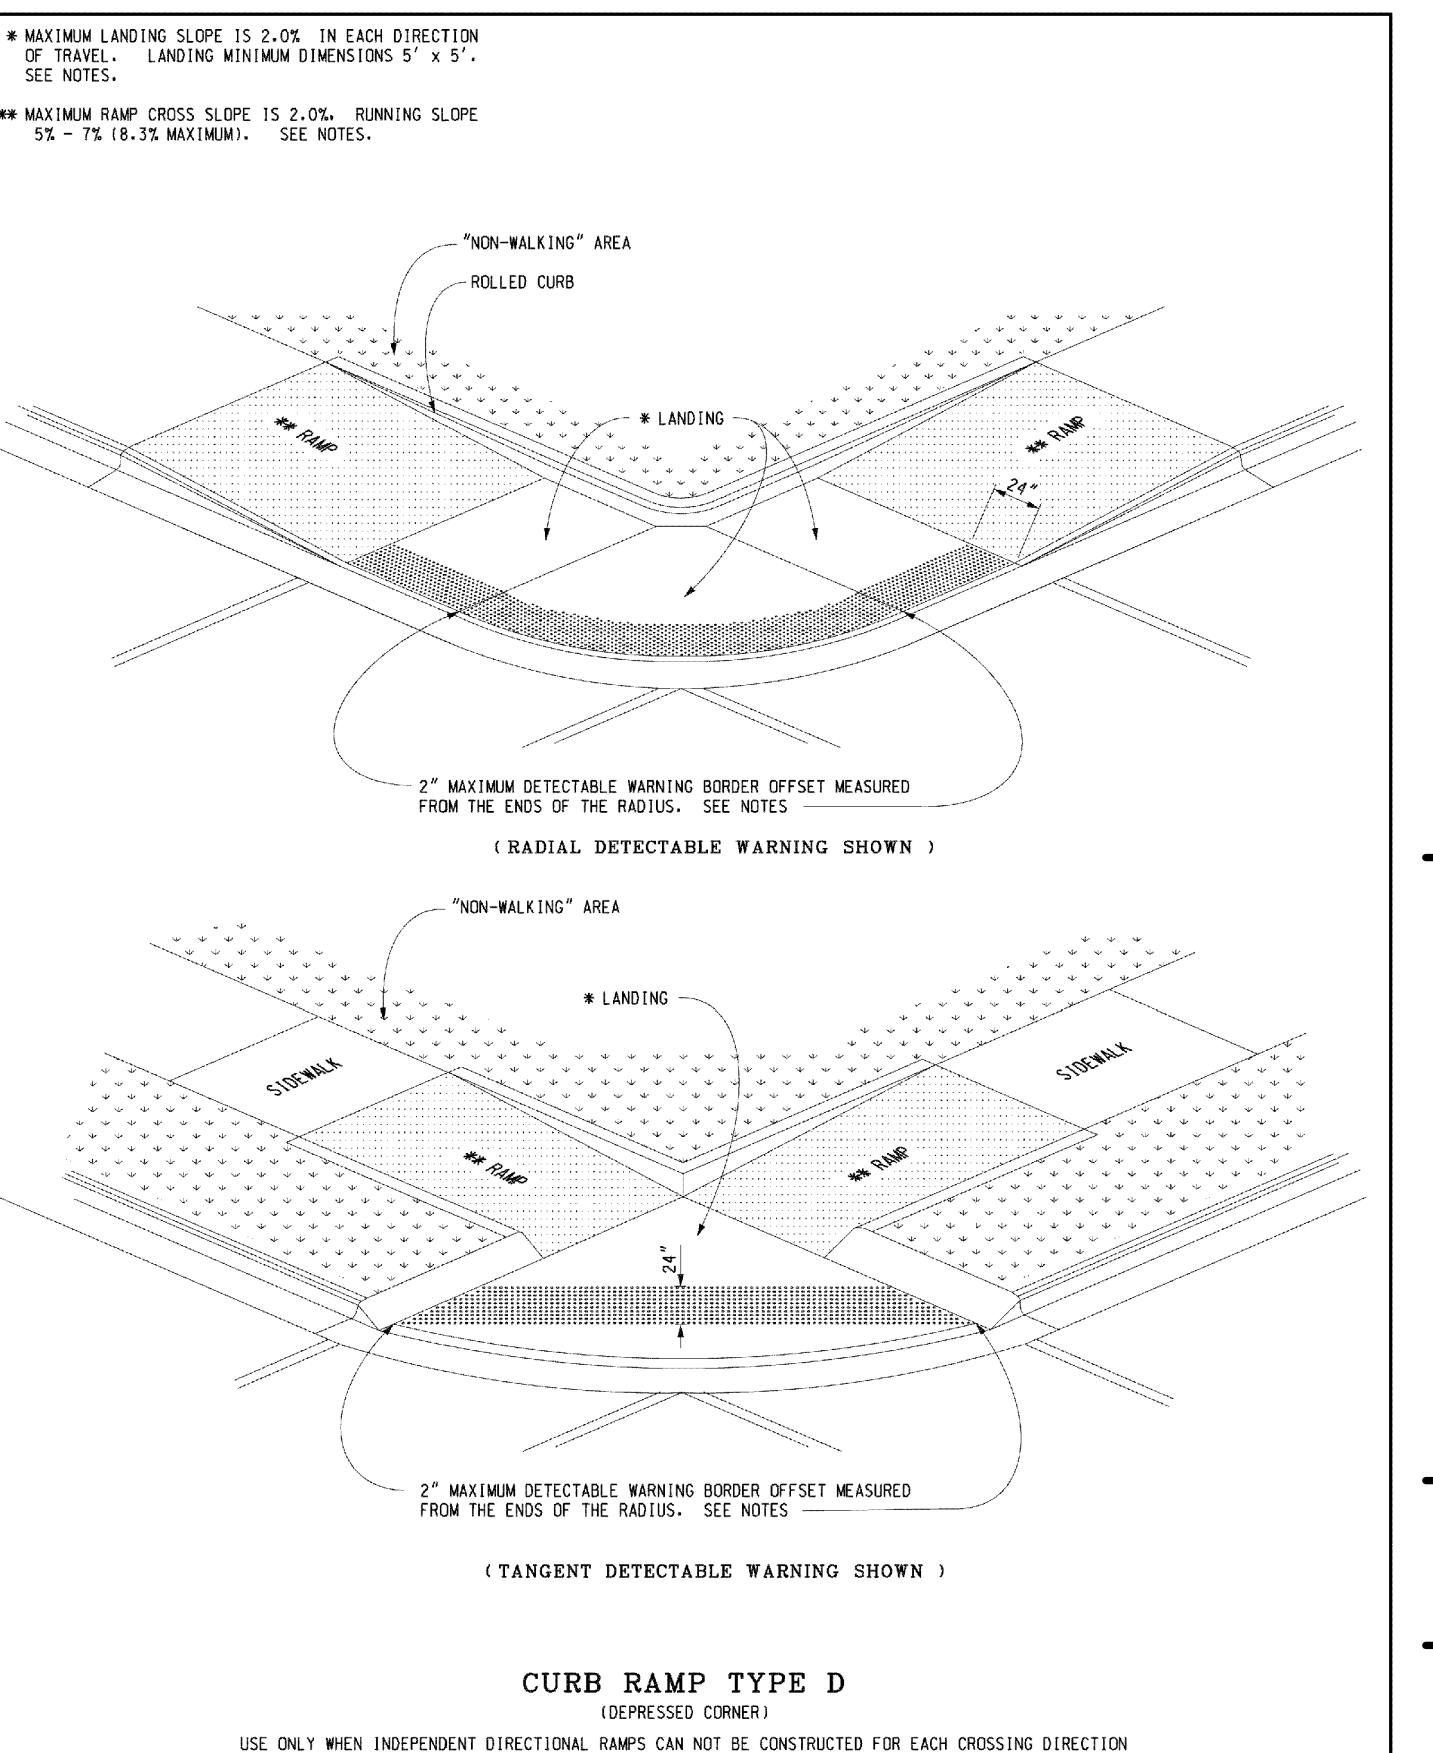 * MAXIMUM LANDING SLOPE IS 2.0% IN EACH DIRECTION
OF TRAVEL. LANDING MINIMUM DIMENSIONS 5' x 5'.
SEE NOTES.
** MAXIMUM RAMP CROSS SLOPE IS 2.0%. RUNNING SLOPE
5% - 7% (8.3% MAXIMUM). SEE NOTES.
"NON-WALKING" AREA
ROLLED CURB
* LANDING
** RAMP
** RAMP
24"
2" MAXIMUM DETECTABLE WARNING BORDER OFFSET MEASURED
FROM THE ENDS OF THE RADIUS. SEE NOTES
( RADIAL DETECTABLE WARNING SHOWN )
"NON-WALKING" AREA
* LANDING
SIDEWALK
SIDEWALK
** RAMP
** RAMP
24"
2" MAXIMUM DETECTABLE WARNING BORDER OFFSET MEASURED
FROM THE ENDS OF THE RADIUS. SEE NOTES
( TANGENT DETECTABLE WARNING SHOWN )
CURB RAMP TYPE D
(DEPRESSED CORNER)
USE ONLY WHEN INDEPENDENT DIRECTIONAL RAMPS CAN NOT BE CONSTRUCTED FOR EACH CROSSING DIRECTION